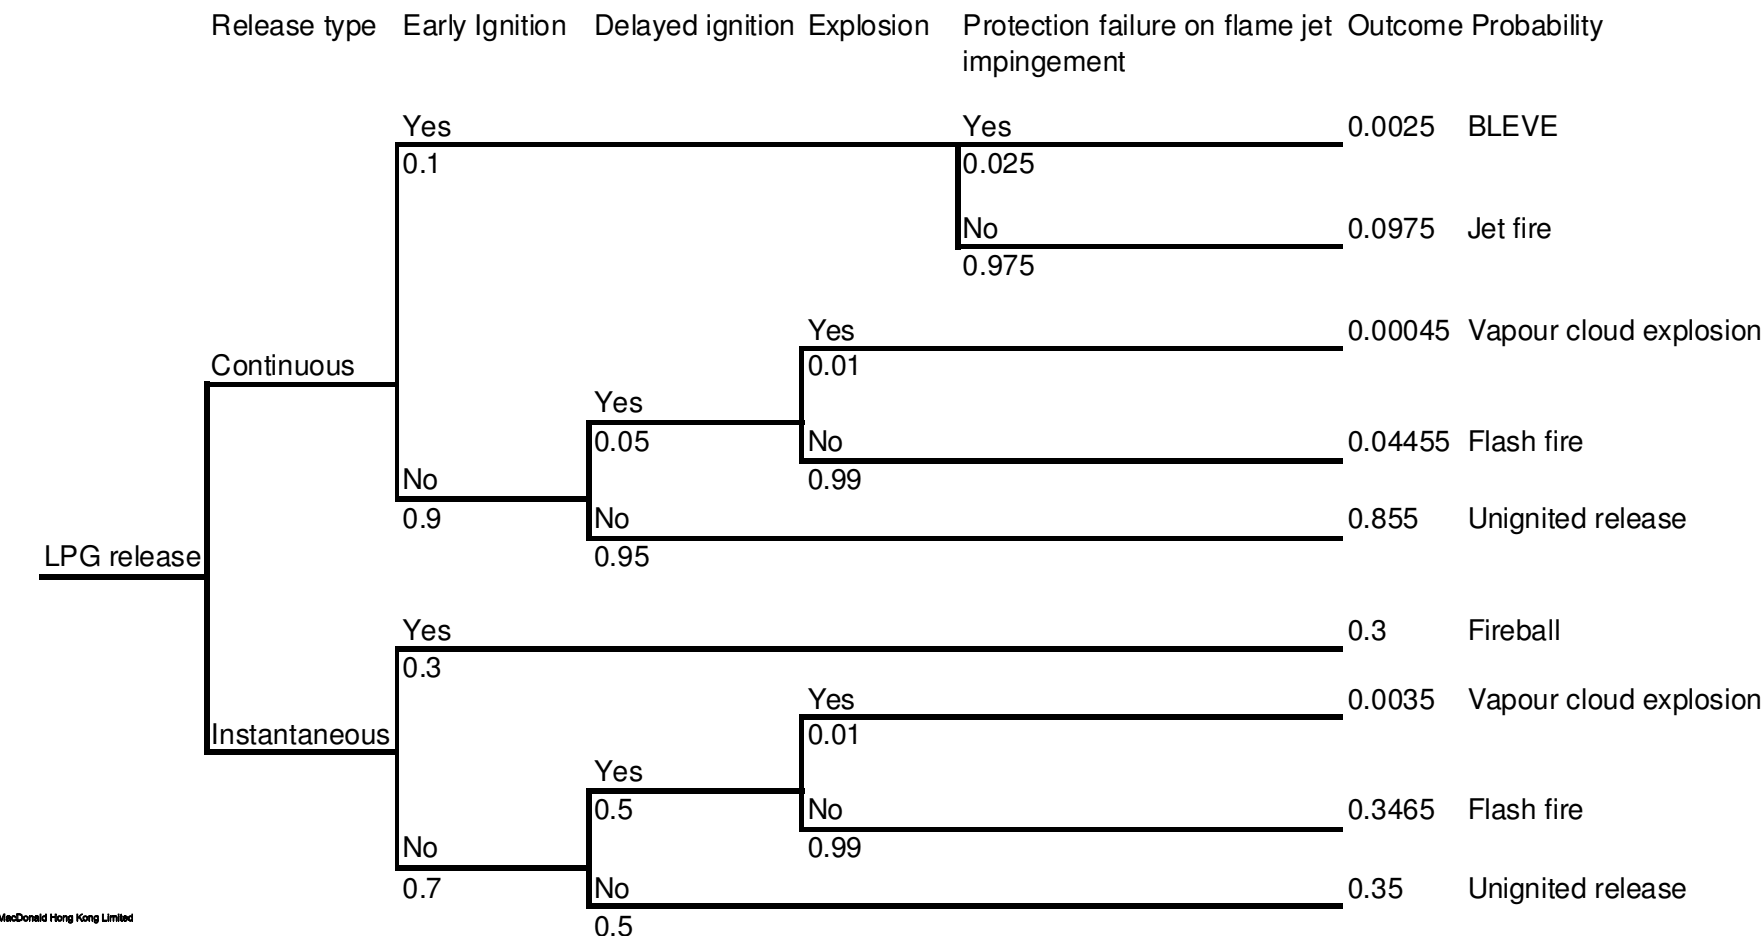 Release type Early Ignition Delayed ignition Explosion Protection failure on flame jet impingement Outcome Probability
Yes Yes 0.0025 BLEVE
0.1 0.025
No 0.0975 Jet fire
0.975
Yes 0.00045 Vapour cloud explosion
Continuous 0.01
Yes
0.05 No 0.04455 Flash fire
No 0.99
0.9 No 0.855 Unignited release
LPG release 0.95
Yes 0.3 Fireball
0.3
Yes 0.0035 Vapour cloud explosion
Instantaneous 0.01
Yes
0.5 No 0.3465 Flash fire
No 0.99
0.7 No 0.35 Unignited release
MacDonald Hong Kong Limited
0.5